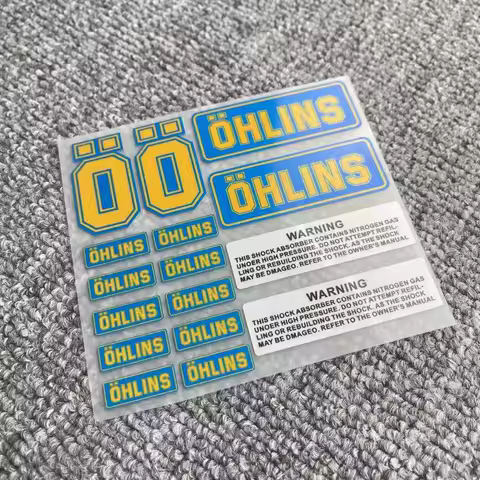 Ö Ö ÖHLINS
ÖHLINS
ÖHLINS ÖHLINS
ÖHLINS ÖHLINS
ÖHLINS ÖHLINS
ÖHLINS ÖHLINS
ÖHLINS ÖHLINS
WARNING
THIS SHOCK ABSORBER CONTAINS NITROGEN GAS
UNDER HIGH PRESSURE. DO NOT ATTEMPT REFIL-
LING OR REBUILDING THE SHOCK. AS THE SHOCK.
MAY BE DMAGEO. REFER TO THE OWNER'S MANUAL
WARNING
THIS SHOCK ABSORBER CONTAINS NITROGEN GAS
UNDER HIGH PRESSURE. DO NOT ATTEMPT REFIL-
LING OR REBUILDING THE SHOCK. AS THE SHOCK.
MAY BE DMAGEO. REFER TO THE OWNER'S MANUAL